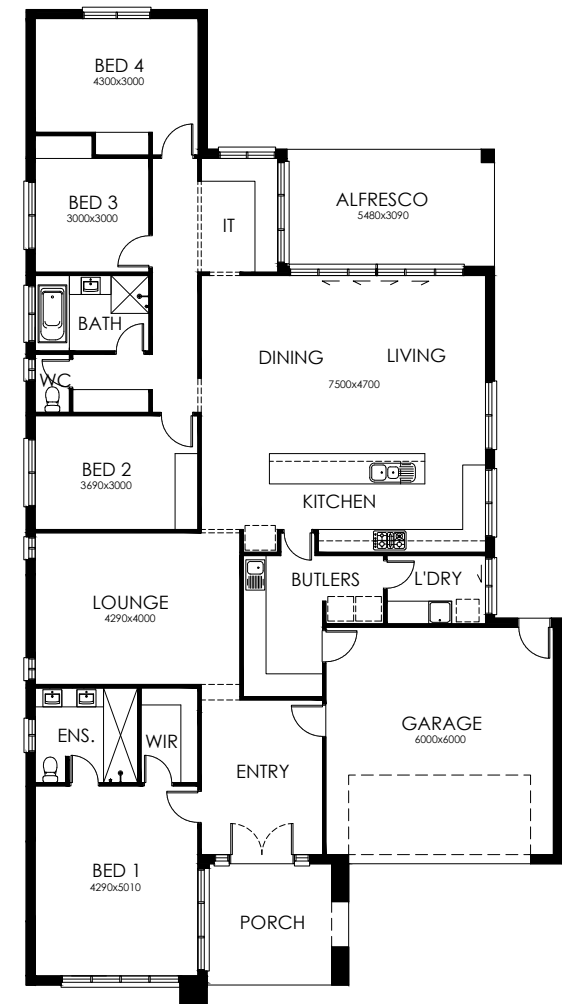 BED 4
4300x3000
BED 3
3000x3000
IT
ALFRESCO
5480x3090
BATH
DINING
LIVING
7500x4700
WC
BED 2
3690x3000
KITCHEN
BUTLERS
L'DRY
LOUNGE
4290x4000
ENS.
WIR
ENTRY
GARAGE
6000x6000
BED 1
4290x5010
PORCH